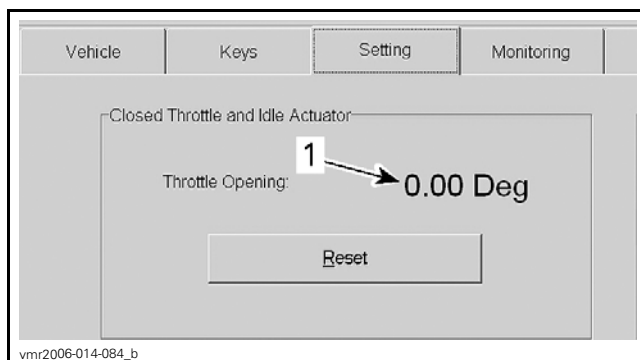 Vehicle Keys Setting Monitoring
Closed Throttle and Idle Actuator
1
Throttle Opening: 0.00 Deg
Reset
vmr2006-014-084_b